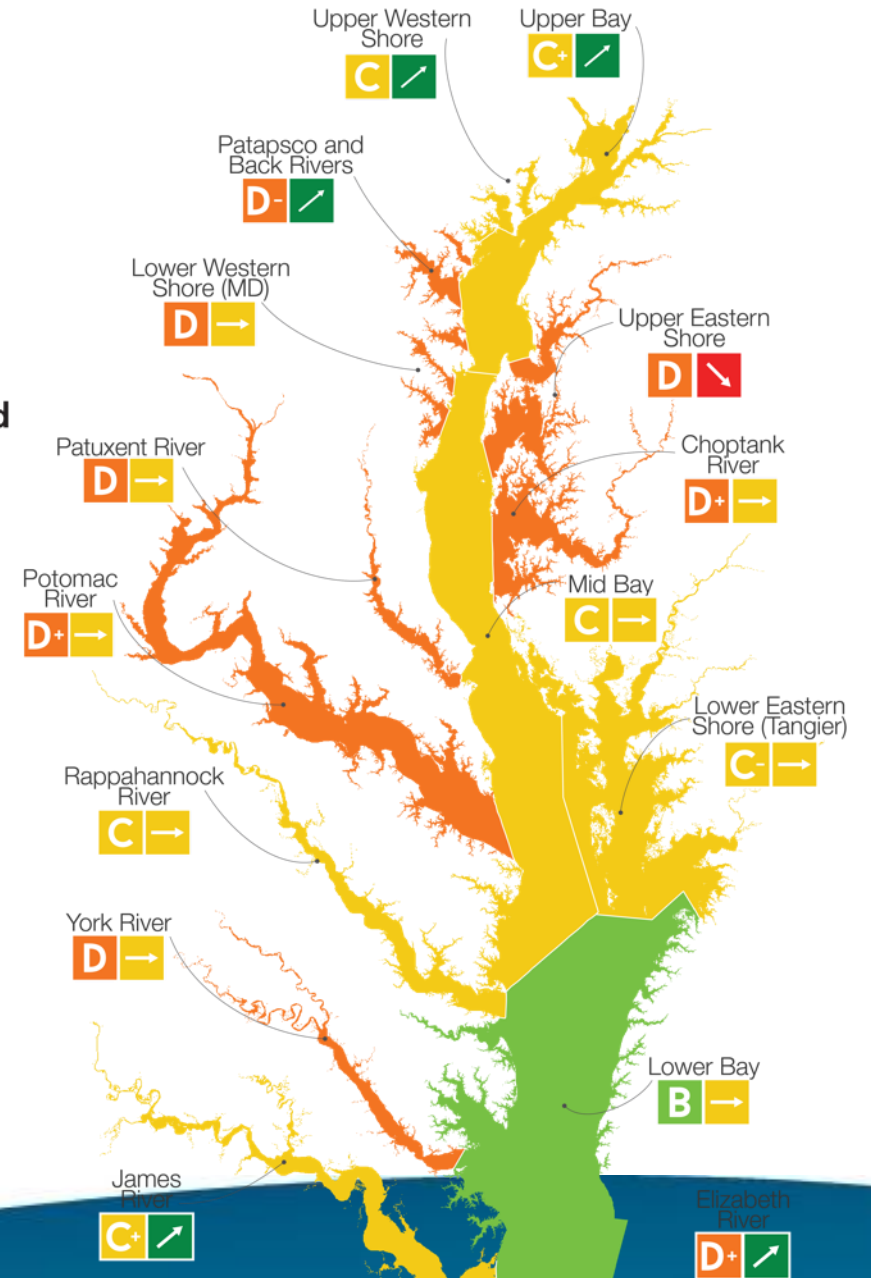 Upper Western
Shore
C
Upper Bay
C+
Patapsco and
Back Rivers
D-
Lower Western
Shore (MD)
D
Upper Eastern
Shore
D
d
Patuxent River
D
Choptank
River
D+
Potomac
River
D+
Mid Bay
C
Lower Eastern
Shore (Tangier)
C-
Rappahannock
River
C
York River
D
Lower Bay
B
James
River
C+
Elizabeth
River
D+